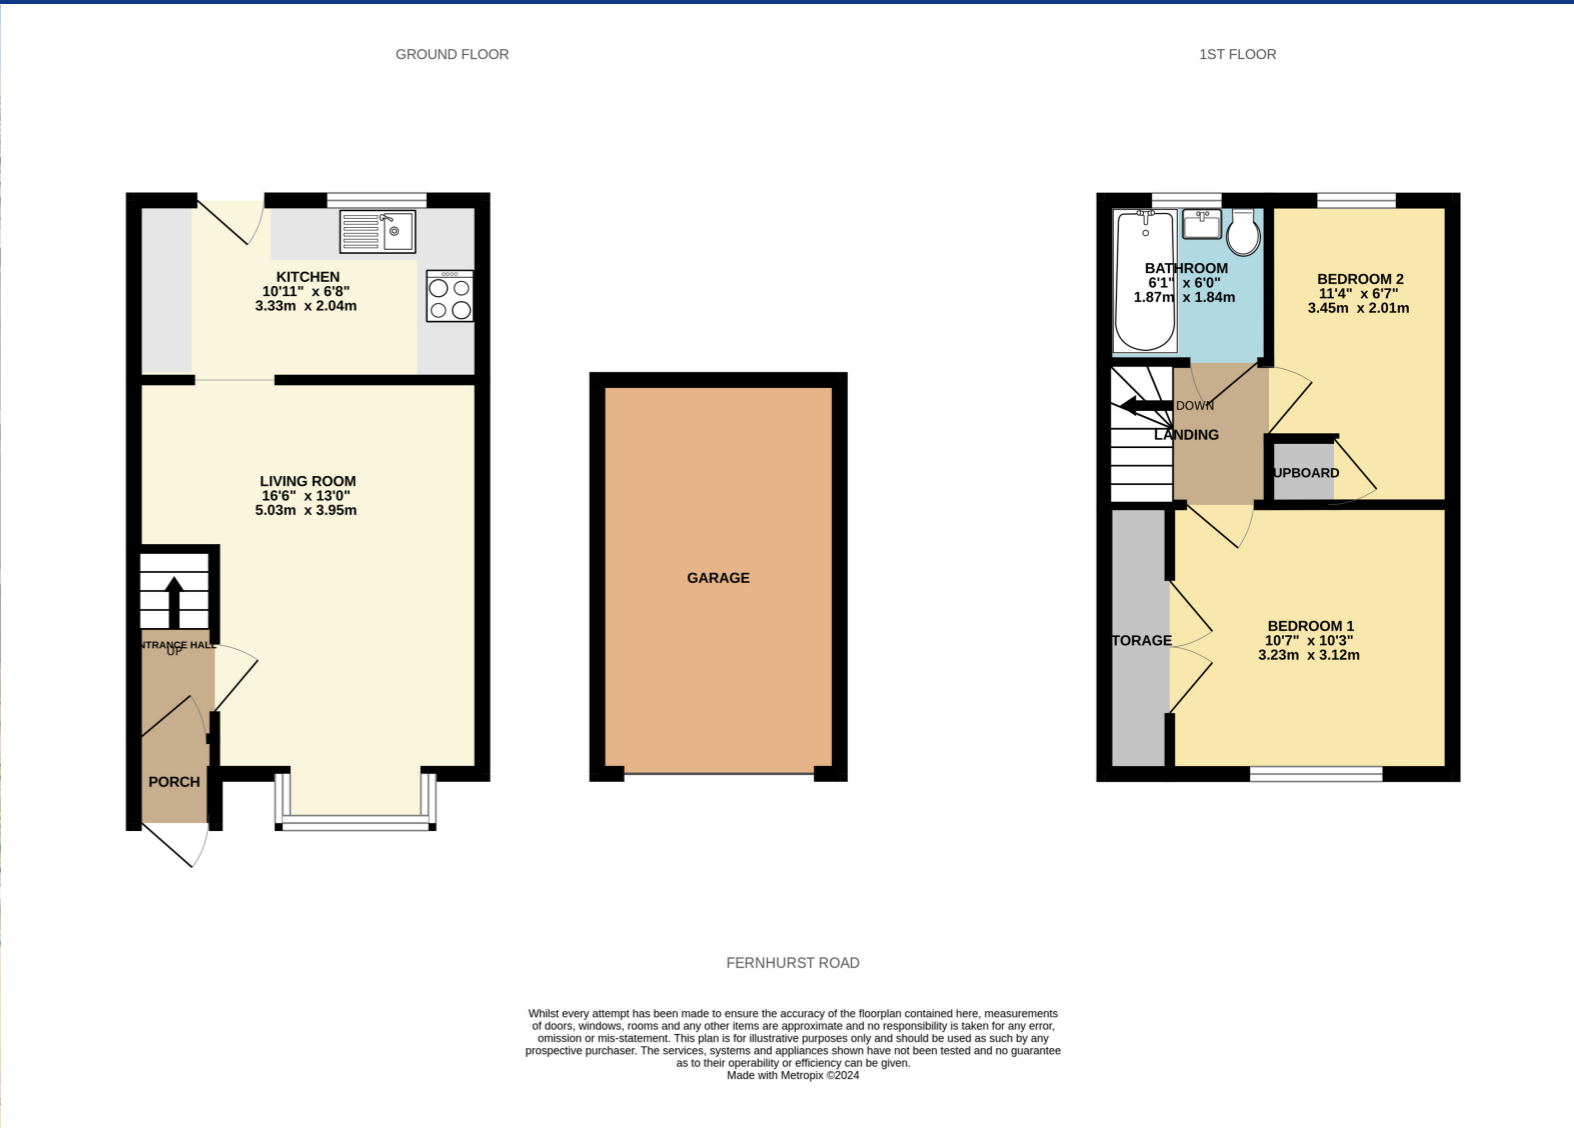 GROUND FLOOR
1ST FLOOR
KITCHEN
10'11" x 6'8"
3.33m x 2.04m
LIVING ROOM
16'6" x 13'0"
5.03m x 3.95m
NTRANCE HALL
UP
PORCH
GARAGE
BATHROOM
6'1" x 6'0"
1.87m x 1.84m
BEDROOM 2
11'4" x 6'7"
3.45m x 2.01m
DOWN
LANDING
UPBOARD
TORAGE
BEDROOM 1
10'7" x 10'3"
3.23m x 3.12m
FERNHURST ROAD
Whilst every attempt has been made to ensure the accuracy of the floorplan contained here, measurements
of doors, windows, rooms and any other items are approximate and no responsibility is taken for any error,
omission or mis-statement. This plan is for illustrative purposes only and should be used as such by any
prospective purchaser. The services, systems and appliances shown have not been tested and no guarantee
as to their operability or efficiency can be given.
Made with Metropix ©2024